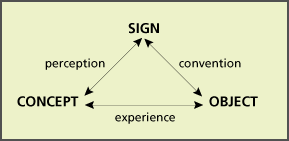 SIGN
perception convention
CONCEPT OBJECT
experience